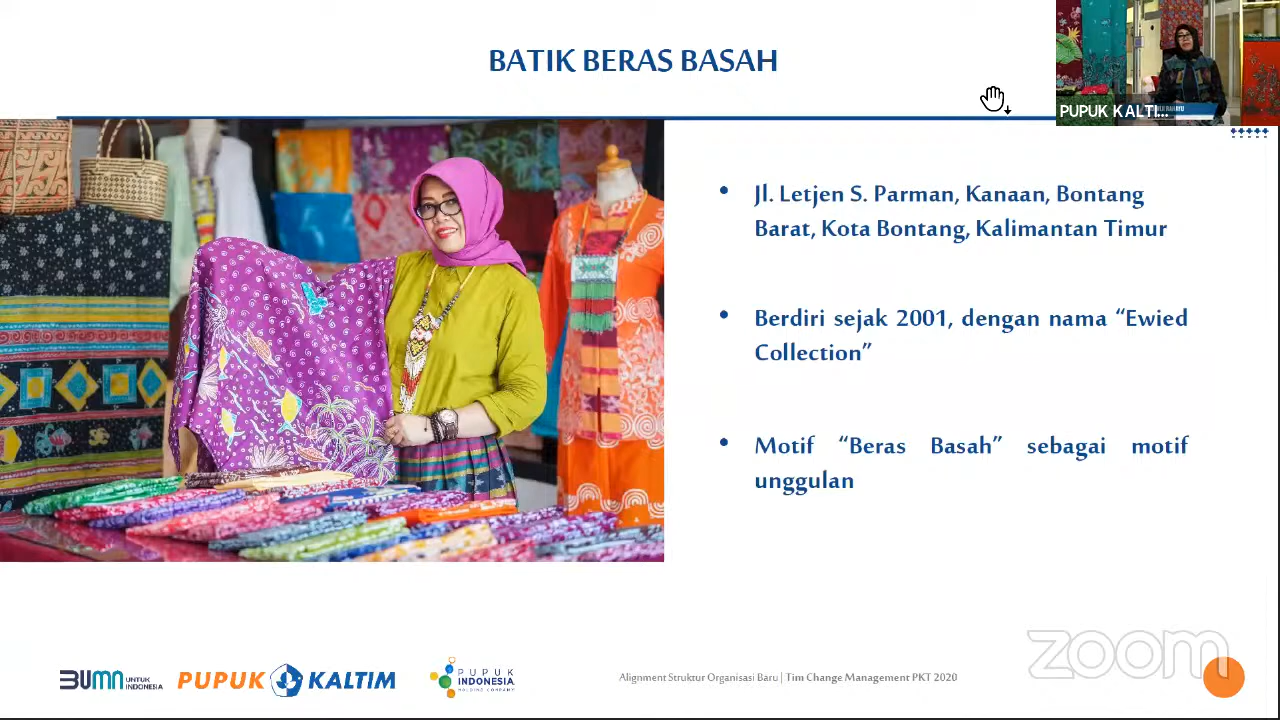 BATIK BERAS BASAH
PUPUK KALTI...
• Jl. Letjen S. Parman, Kanaan, Bontang
Barat, Kota Bontang, Kalimantan Timur
• Berdiri sejak 2001, dengan nama “Ewied
Collection”
• Motif “Beras Basah” sebagai motif
unggulan
zoom
BUMN UNTUK
INDONESIA
PUPUK KALTIM
PUPUK
INDONESIA
HOLDING COMPANY
Alignment Struktur Organisasi Baru | Tim Change Management PKT 2020